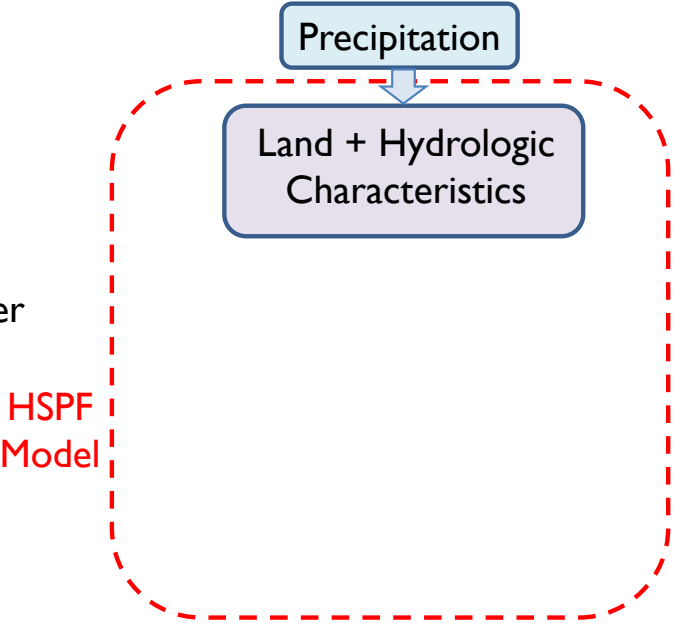 Precipitation
Land + Hydrologic
Characteristics
er
HSPF
Model